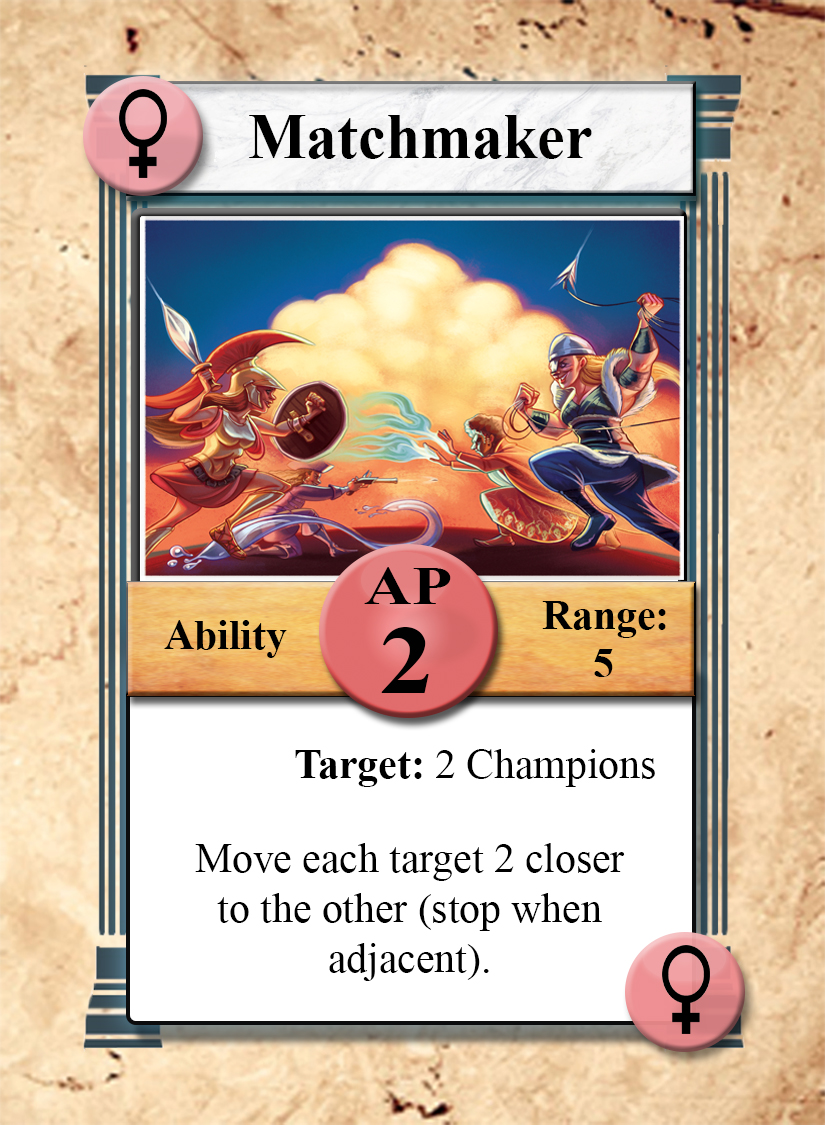 Matchmaker
Ability
AP
2
Range:
5
Target: 2 Champions
Move each target 2 closer
to the other (stop when
adjacent).